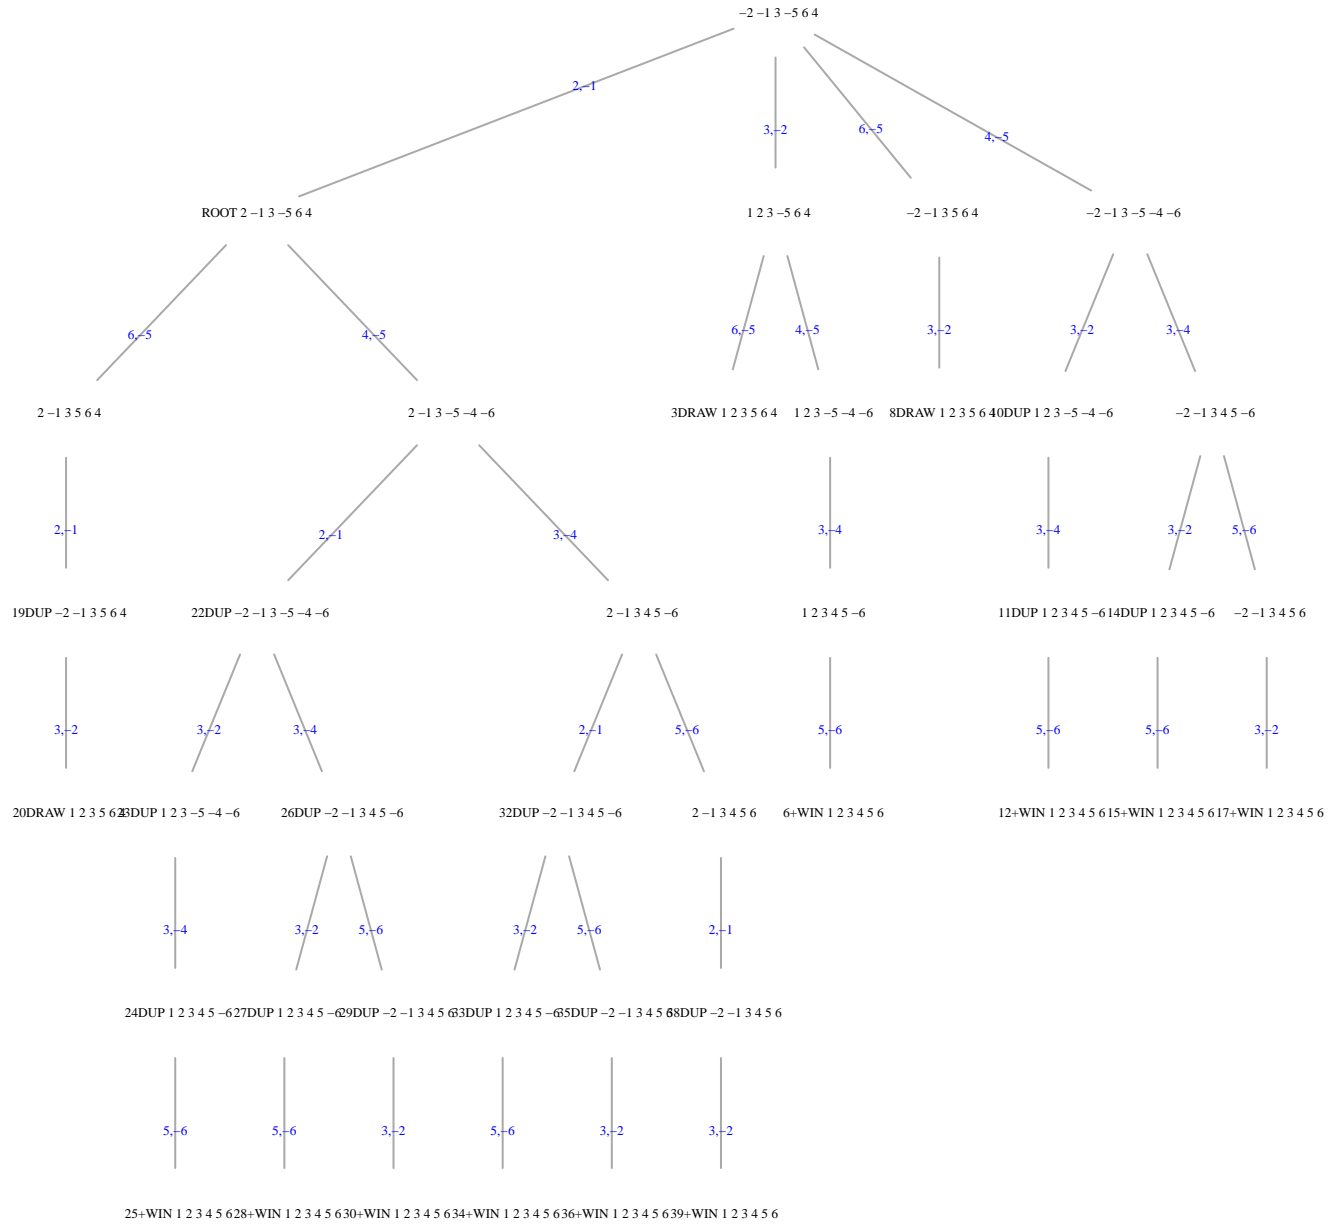 −2 −1 3 −5 6 4
2,−1
3,−2
6,−5
4,−5
ROOT 2 −1 3 −5 6 4
1 2 3 −5 6 4
−2 −1 3 5 6 4
−2 −1 3 −5 −4 −6
6,−5
4,−5
6,−5
4,−5
3,−2
3,−2
3,−4
2 −1 3 5 6 4
2 −1 3 −5 −4 −6
3DRAW 1 2 3 5 6 4
1 2 3 −5 −4 −6
8DRAW 1 2 3 5 6 4
10DUP 1 2 3 −5 −4 −6
−2 −1 3 4 5 −6
2,−1
2,−1
3,−4
3,−4
3,−4
3,−2
5,−6
19DUP −2 −1 3 5 6 4
22DUP −2 −1 3 −5 −4 −6
2 −1 3 4 5 −6
1 2 3 4 5 −6
11DUP 1 2 3 4 5 −6
14DUP 1 2 3 4 5 −6
−2 −1 3 4 5 6
3,−2
3,−2
3,−4
2,−1
5,−6
5,−6
5,−6
5,−6
3,−2
20DRAW 1 2 3 5 6 4
23DUP 1 2 3 −5 −4 −6
26DUP −2 −1 3 4 5 −6
32DUP −2 −1 3 4 5 −6
2 −1 3 4 5 6
6+WIN 1 2 3 4 5 6
12+WIN 1 2 3 4 5 6
15+WIN 1 2 3 4 5 6
17+WIN 1 2 3 4 5 6
3,−4
3,−2
5,−6
3,−2
5,−6
2,−1
24DUP 1 2 3 4 5 −6
27DUP 1 2 3 4 5 −6
29DUP −2 −1 3 4 5 6
33DUP 1 2 3 4 5 −6
35DUP −2 −1 3 4 5 6
38DUP −2 −1 3 4 5 6
5,−6
5,−6
3,−2
5,−6
3,−2
3,−2
25+WIN 1 2 3 4 5 6
28+WIN 1 2 3 4 5 6
30+WIN 1 2 3 4 5 6
34+WIN 1 2 3 4 5 6
36+WIN 1 2 3 4 5 6
39+WIN 1 2 3 4 5 6